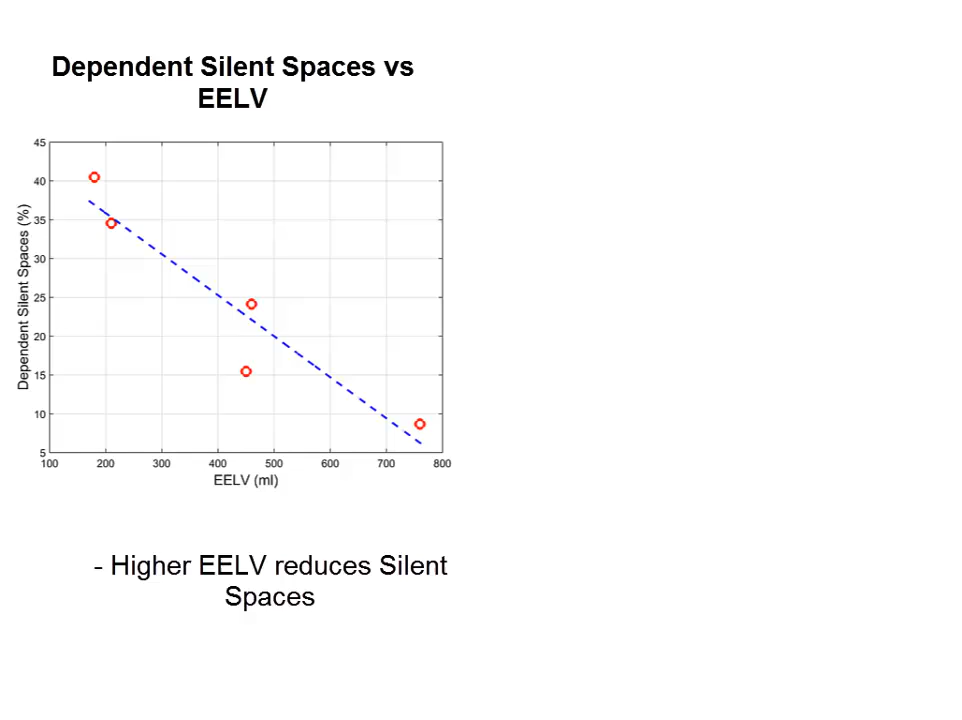 Dependent Silent Spaces vs
EELV
45
40
35
30
25
20
15
10
5
Dependent Silent Spaces (%)
100 200 300 400 500 600 700 800
EELV (ml)
- Higher EELV reduces Silent
Spaces